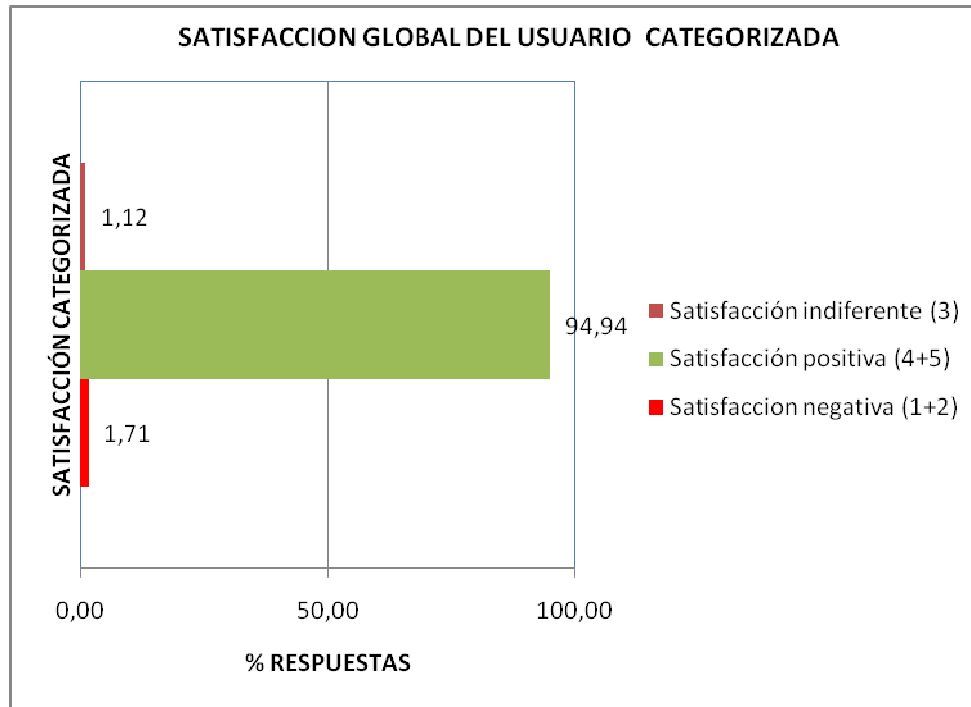 SATISFACCION GLOBAL DEL USUARIO CATEGORIZADA
SATISFACCIÓN CATEGORIZADA
1,12
94,94
1,71
0,00
50,00
100,00
% RESPUESTAS
Satisfacción indiferente (3)
Satisfacción positiva (4+5)
Satisfaccion negativa (1+2)